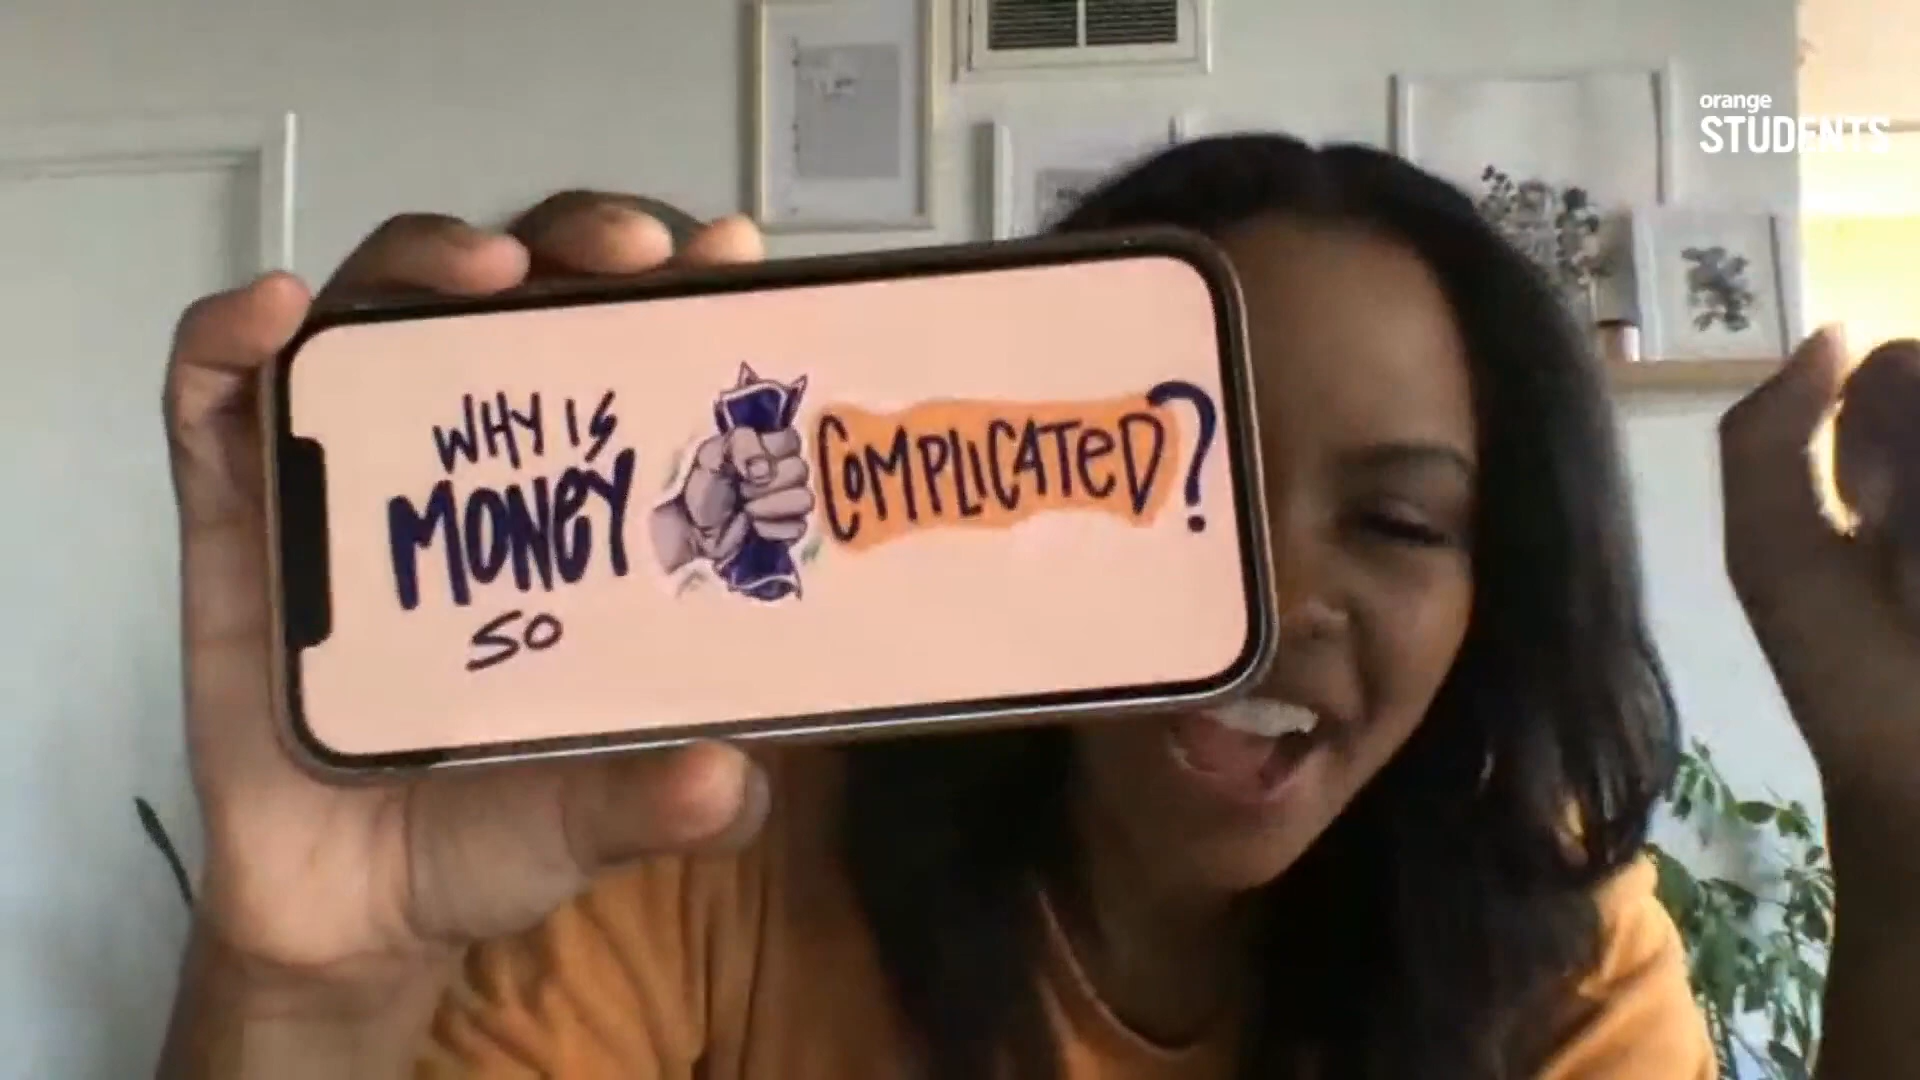 orange
STUDENTS
WHY IS
MONEY
SO
COMPLICATED?